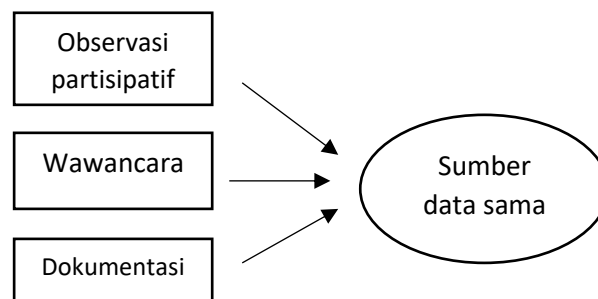 Observasi
partisipatif
Wawancara
Sumber
data sama
Dokumentasi